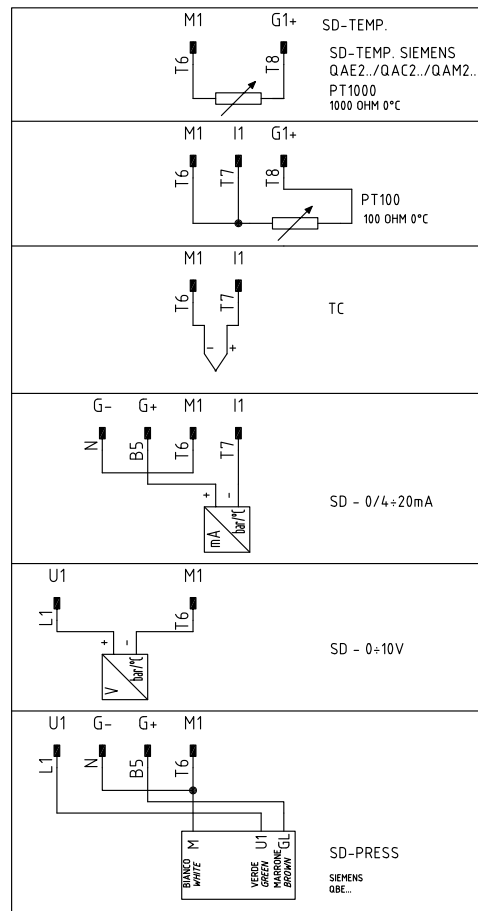 M1 G1+ SD-TEMP.
T6 T8 SD-TEMP. SIEMENS
QAE2../QAC2../QAM2..
PT1000
1000 OHM 0°C
M1 I1 G1+
T6 T7 T8
PT100
100 OHM 0°C
M1 I1
T6 T7
TC
- +
G- G+ M1 I1
N B5 T6 T7
+ -
mA bar/°C
SD - 0/4÷20mA
U1 M1
L1 T6
+ -
V bar/°C
SD - 0÷10V
U1 G- G+ M1
L1 N B5 T6
M U1 GL
BIANCO
WHITE
VERDE
GREEN
MARRONE
BROWN
SD-PRESS
SIEMENS
QBE...